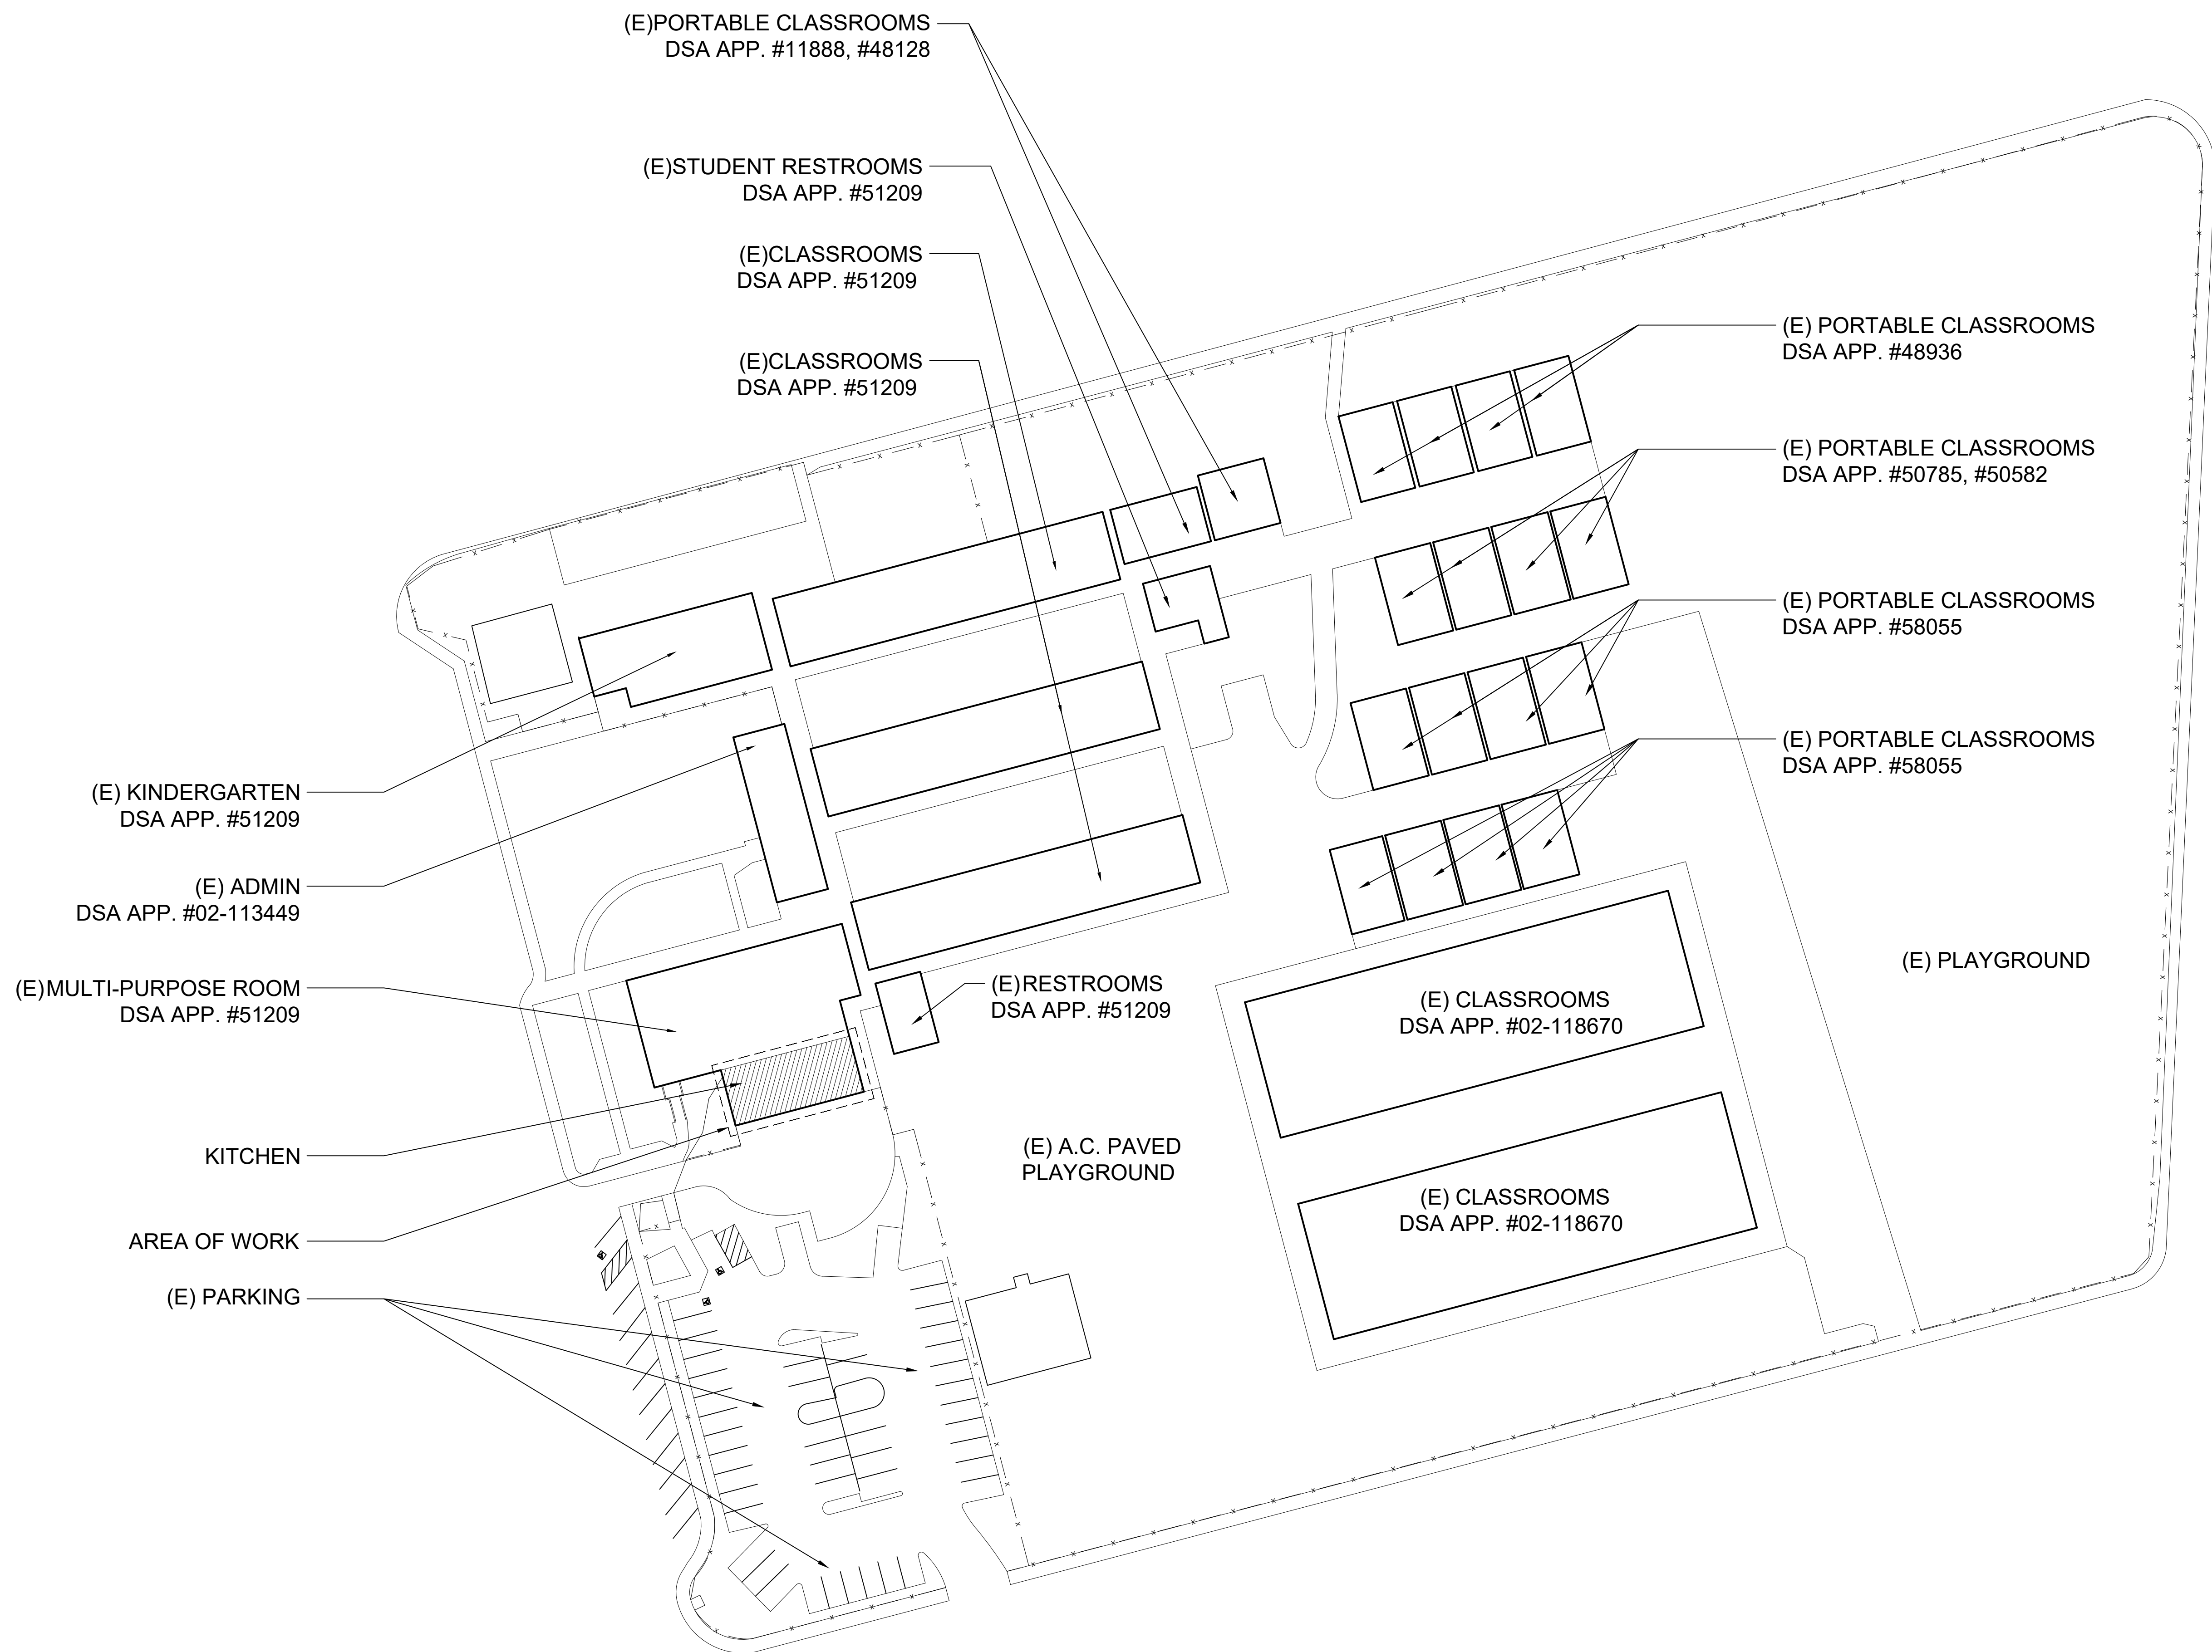 (E)PORTABLE CLASSROOMS
DSA APP. #11888, #48128
(E)STUDENT RESTROOMS
DSA APP. #51209
(E)CLASSROOMS
DSA APP. #51209
(E)CLASSROOMS
DSA APP. #51209
(E) PORTABLE CLASSROOMS
DSA APP. #48936
(E) PORTABLE CLASSROOMS
DSA APP. #50785, #50582
(E) PORTABLE CLASSROOMS
DSA APP. #58055
(E) PORTABLE CLASSROOMS
DSA APP. #58055
(E) KINDERGARTEN
DSA APP. #51209
(E) ADMIN
DSA APP. #02-113449
(E)MULTI-PURPOSE ROOM
DSA APP. #51209
KITCHEN
AREA OF WORK
(E) PARKING
(E)RESTROOMS
DSA APP. #51209
(E) A.C. PAVED
PLAYGROUND
(E) CLASSROOMS
DSA APP. #02-118670
(E) CLASSROOMS
DSA APP. #02-118670
(E) PLAYGROUND